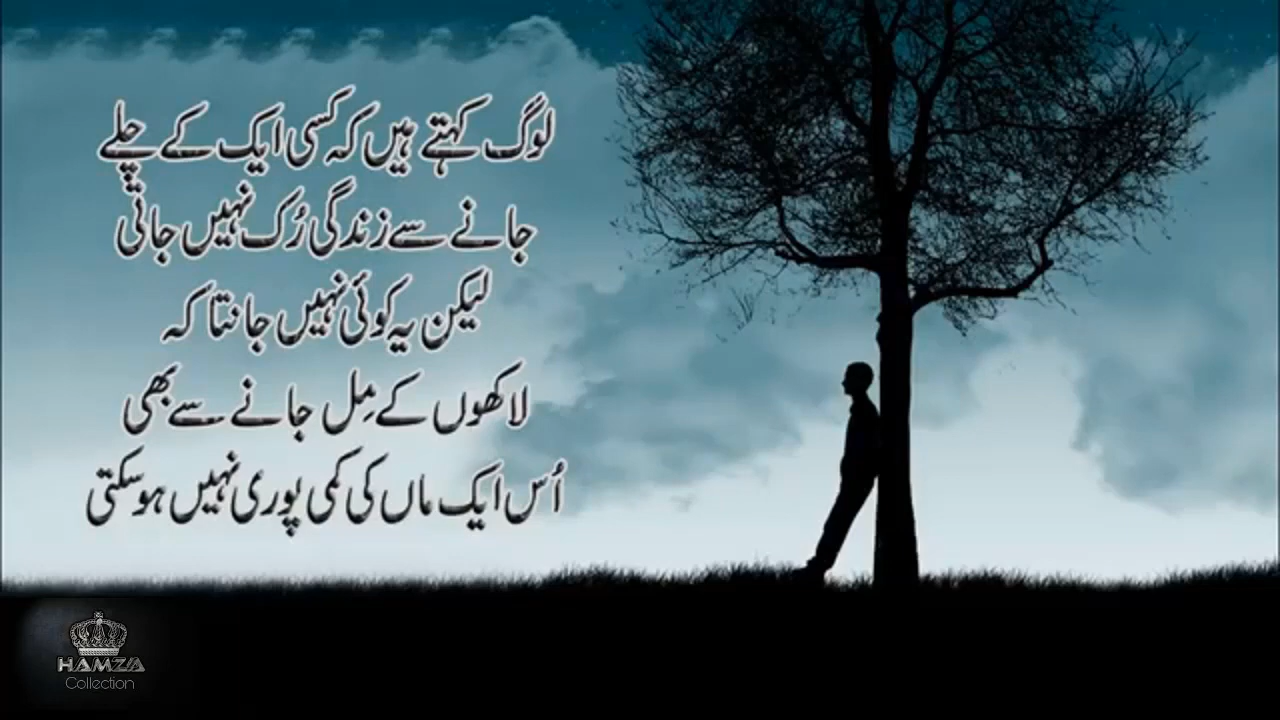 لوگ کہتے ہیں کہ کسی ایک کے چلے
جانے سے زندگی رُک نہیں جاتی
لیکن یہ کوئی نہیں جانتا کہ
لاکھوں کے مِل جانے سے بھی
اُس ایک ماں کی کمی پوری نہیں ہو سکتی
HAMZA
Collection